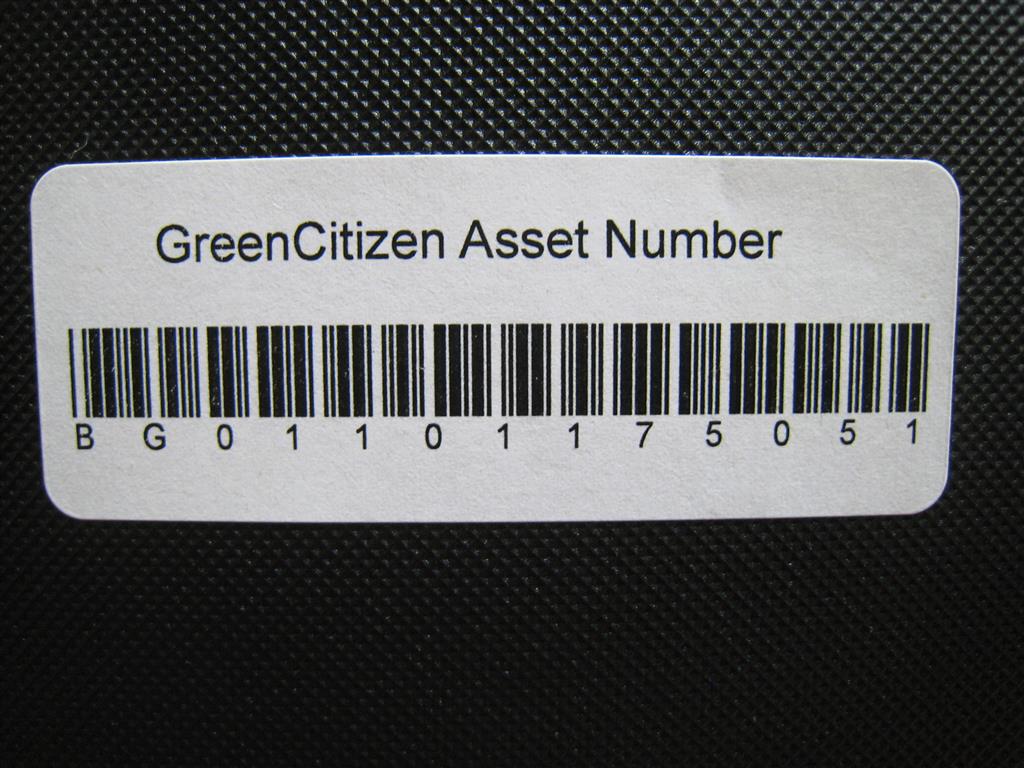 GreenCitizen Asset Number
B G 0 1 1 0 1 1 7 5 0 5 1